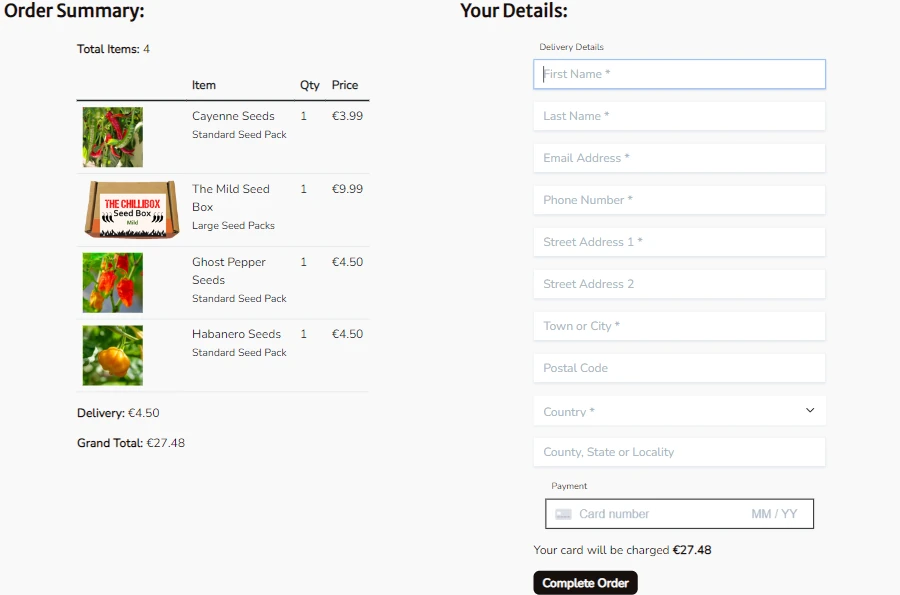 Order Summary:
Total Items: 4
Item Qty Price
Cayenne Seeds 1 €3.99
Standard Seed Pack
THE CHILLIBOX
Seed Box
Mild
The Mild Seed 1 €9.99
Box
Large Seed Packs
Ghost Pepper 1 €4.50
Seeds
Standard Seed Pack
Habanero Seeds 1 €4.50
Standard Seed Pack
Delivery: €4.50
Grand Total: €27.48
Your Details:
Delivery Details
First Name *
Last Name *
Email Address *
Phone Number *
Street Address 1 *
Street Address 2
Town or City *
Postal Code
Country *
County, State or Locality
Payment
Card number MM / YY
Your card will be charged €27.48
Complete Order